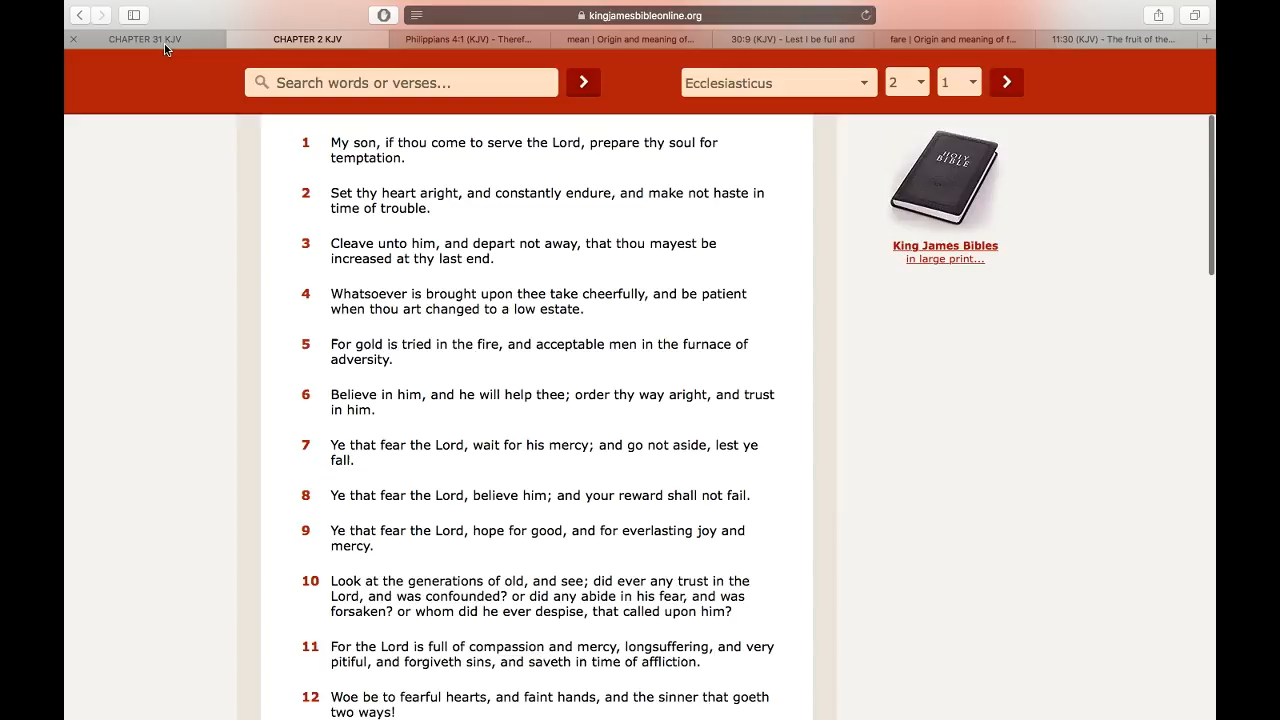 kingjamesbibleonline.org
CHAPTER 31 KJV
CHAPTER 2 KJV
Philippians 4:1 (KJV) - Theref...
mean | Origin and meaning of...
30:9 (KJV) - Lest I be full and
fare | Origin and meaning of f...
11:30 (KJV) - The fruit of the...
Search words or verses...
Ecclesiasticus
2
1
1 My son, if thou come to serve the Lord, prepare thy soul for
temptation.
2 Set thy heart aright, and constantly endure, and make not haste in
time of trouble.
3 Cleave unto him, and depart not away, that thou mayest be
increased at thy last end.
4 Whatsoever is brought upon thee take cheerfully, and be patient
when thou art changed to a low estate.
5 For gold is tried in the fire, and acceptable men in the furnace of
adversity.
6 Believe in him, and he will help thee; order thy way aright, and trust
in him.
7 Ye that fear the Lord, wait for his mercy; and go not aside, lest ye
fall.
8 Ye that fear the Lord, believe him; and your reward shall not fail.
9 Ye that fear the Lord, hope for good, and for everlasting joy and
mercy.
10 Look at the generations of old, and see; did ever any trust in the
Lord, and was confounded? or did any abide in his fear, and was
forsaken? or whom did he ever despise, that called upon him?
11 For the Lord is full of compassion and mercy, longsuffering, and very
pitiful, and forgiveth sins, and saveth in time of affliction.
12 Woe be to fearful hearts, and faint hands, and the sinner that goeth
two ways!
HOLY
BIBLE
King James Bibles
in large print...